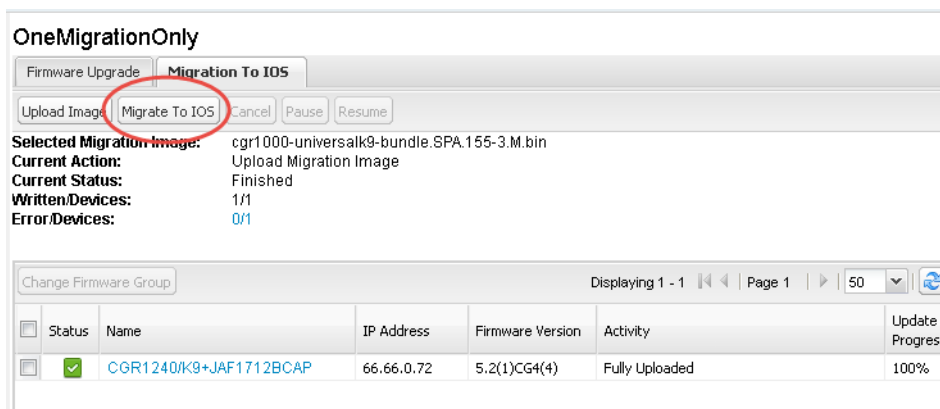 OneMigrationOnly
Firmware Upgrade Migration To IOS
Upload Image Migrate To IOS Cancel Pause Resume
Selected Migration Image: cgr1000-universalk9-bundle.SPA.155-3.M.bin
Current Action: Upload Migration Image
Current Status: Finished
Written/Devices: 1/1
Error/Devices: 0/1
Change Firmware Group Displaying 1 - 1 Page 1 50
Status Name IP Address Firmware Version Activity Update
Progres
CGR1240/K9+JAF1712BCAP 66.66.0.72 5.2(1)CG4(4) Fully Uploaded 100%